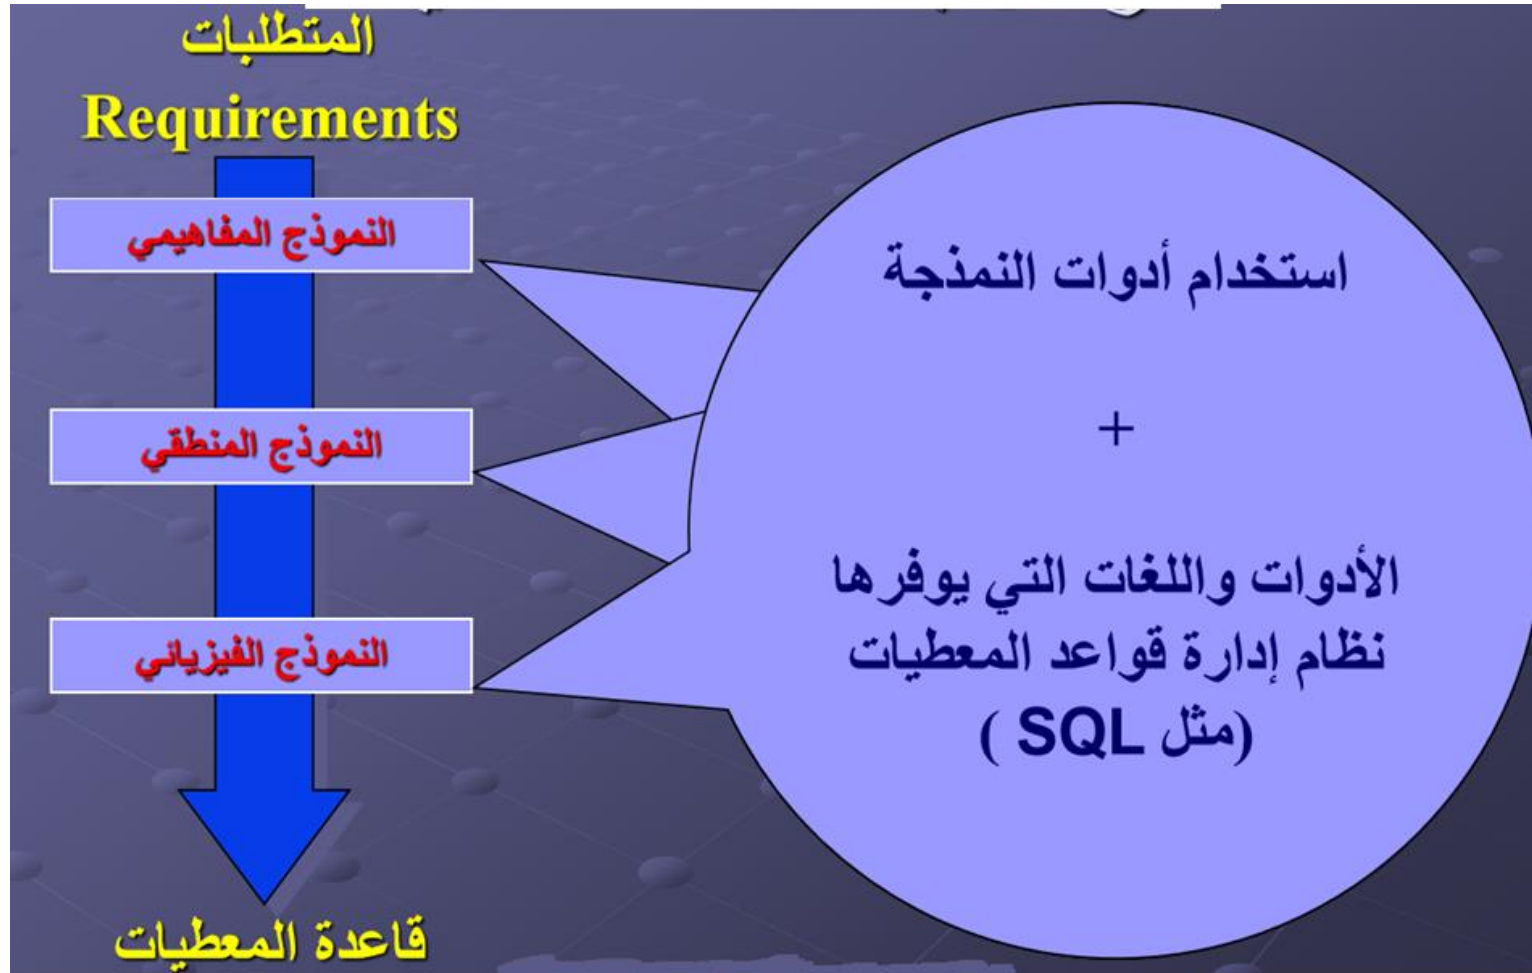 المتطلبات
Requirements
النموذج المفاهيمي
النموذج المنطقي
النموذج الفيزيائي
قاعدة المعطيات
استخدام أدوات النمذجة
+
الأدوات واللغات التي يوفرها
نظام إدارة قواعد المعطيات
(مثل SQL )